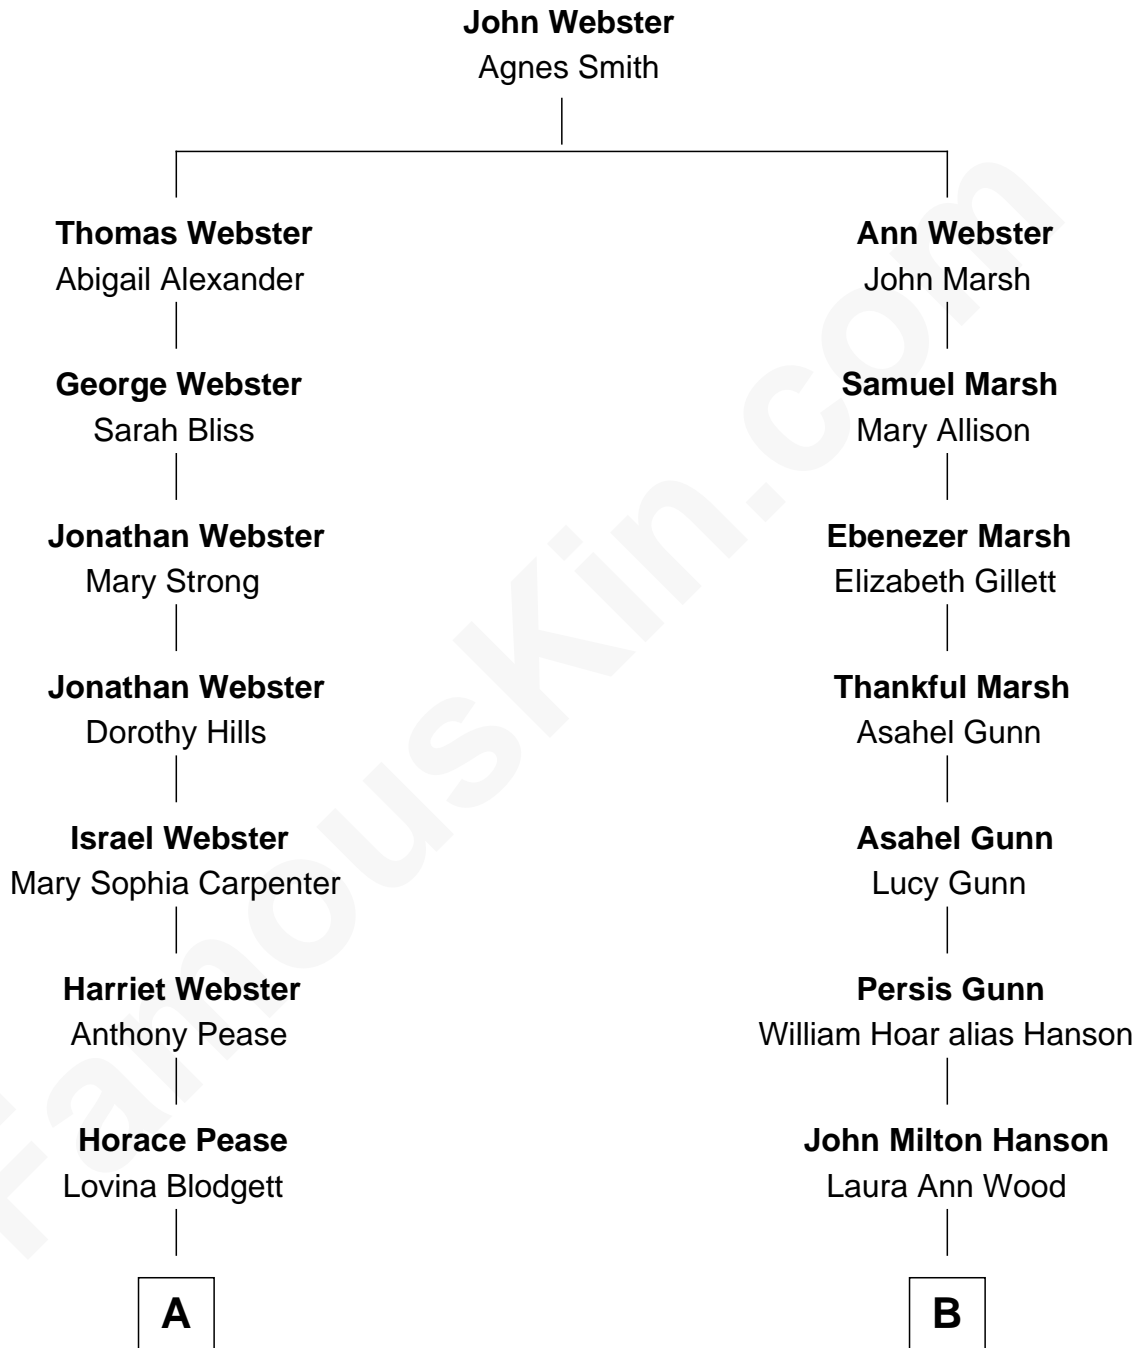 John Webster
Agnes Smith
Thomas Webster
Abigail Alexander
George Webster
Sarah Bliss
Jonathan Webster
Mary Strong
Jonathan Webster
Dorothy Hills
Israel Webster
Mary Sophia Carpenter
Harriet Webster
Anthony Pease
Horace Pease
Lovina Blodgett
A
Ann Webster
John Marsh
Samuel Marsh
Mary Allison
Ebenezer Marsh
Elizabeth Gillett
Thankful Marsh
Asahel Gunn
Asahel Gunn
Lucy Gunn
Persis Gunn
William Hoar alias Hanson
John Milton Hanson
Laura Ann Wood
B
FamousKin.com